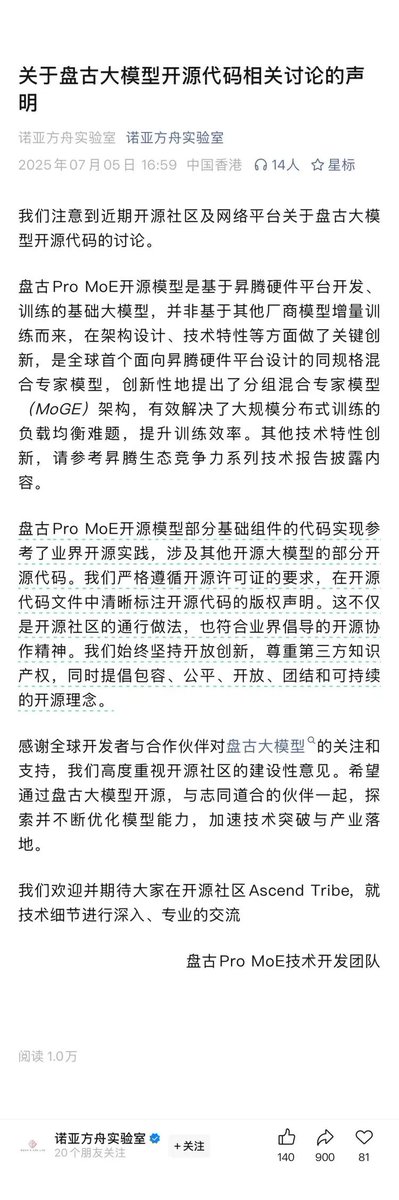 关于盘古大模型开源代码相关讨论的声
明
诺亚方舟实验室 诺亚方舟实验室
2025年07月05日 16:59 中国香港 14人 星标
我们注意到近期开源社区及网络平台关于盘古大模
型开源代码的讨论。
盘古Pro MoE开源模型是基于昇腾硬件平台开发、
训练的基础大模型，并非基于其他厂商模型增量训
练而来，在架构设计、技术特性等方面做了关键创
新，是全球首个面向昇腾硬件平台设计的同规格混
合专家模型，创新性地提出了分组混合专家模型
（MoGE）架构，有效解决了大规模分布式训练的
负载均衡难题，提升训练效率。其他技术特性创
新，请参考昇腾生态竞争力系列技术报告披露内
容。
盘古Pro MoE开源模型部分基础组件的代码实现参
考了业界开源实践，涉及其他开源大模型的部分开
源代码。我们严格遵循开源许可证的要求，在开源
代码文件中清晰标注开源代码的版权声明。这不仅
是开源社区的通行做法，也符合业界倡导的开源协
作精神。我们始终坚持开放创新，尊重第三方知识
产权，同时提倡包容、公平、开放、团结和可持续
的开源理念。
感谢全球开发者与合作伙伴对盘古大模型的关注和
支持，我们高度重视开源社区的建设性意见。希望
通过盘古大模型开源，与志同道合的伙伴一起，探
索并不断优化模型能力，加速技术突破与产业落
地。
我们欢迎并期待大家在开源社区Ascend Tribe，就
技术细节进行深入、专业的交流
盘古Pro MoE技术开发团队
阅读 1.0万
诺亚方舟实验室
20个朋友关注
+关注
140 900 81